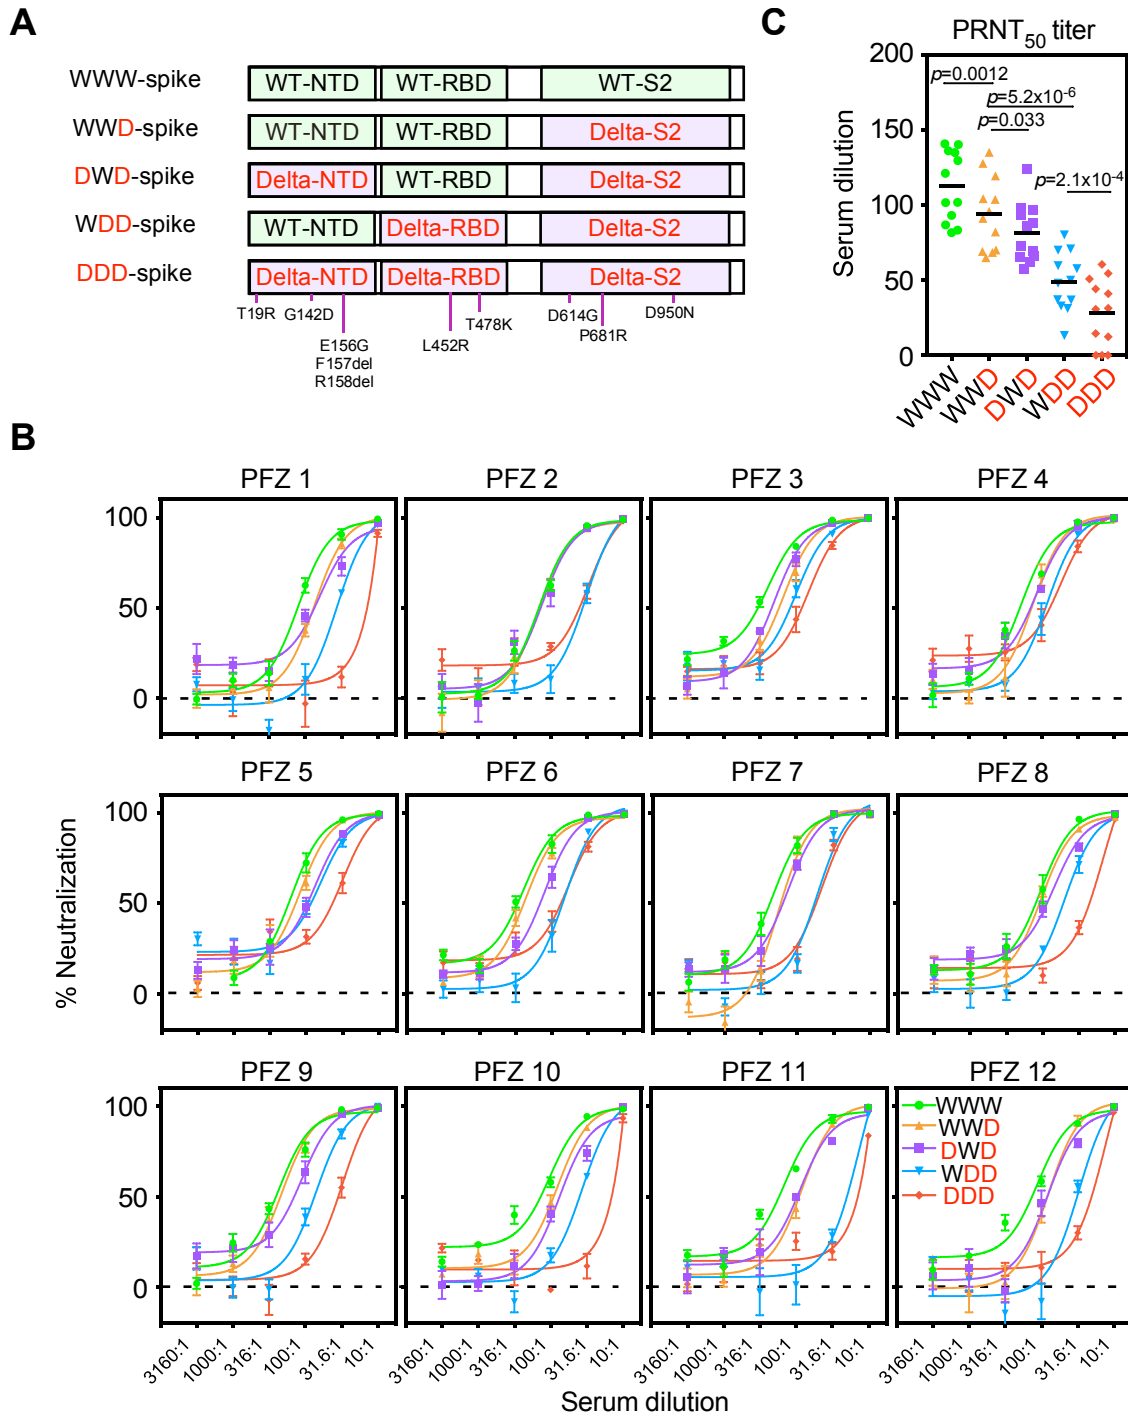 A
WWW-spike WT-NTD WT-RBD WT-S2
WWD-spike WT-NTD WT-RBD Delta-S2
DWD-spike Delta-NTD WT-RBD Delta-S2
WDD-spike WT-NTD Delta-RBD Delta-S2
DDD-spike Delta-NTD Delta-RBD Delta-S2
T19R G142D E156G F157del R158del L452R T478K D614G P681R D950N
C
PRNT50 titer
Serum dilution
200
150
100
50
0
p=0.0012
p=5.2x10-6
p=0.033
p=2.1x10-4
WWW WWD DWD WDD DDD
B
PFZ 1 PFZ 2 PFZ 3 PFZ 4
100
50
0
PFZ 5 PFZ 6 PFZ 7 PFZ 8
100
50
0
% Neutralization
PFZ 9 PFZ 10 PFZ 11 PFZ 12
100
50
0
WWW
WWD
DWD
WDD
DDD
3160:1 1000:1 316:1 100:1 31.6:1 10:1 3160:1 1000:1 316:1 100:1 31.6:1 10:1 3160:1 1000:1 316:1 100:1 31.6:1 10:1 3160:1 1000:1 316:1 100:1 31.6:1 10:1
Serum dilution